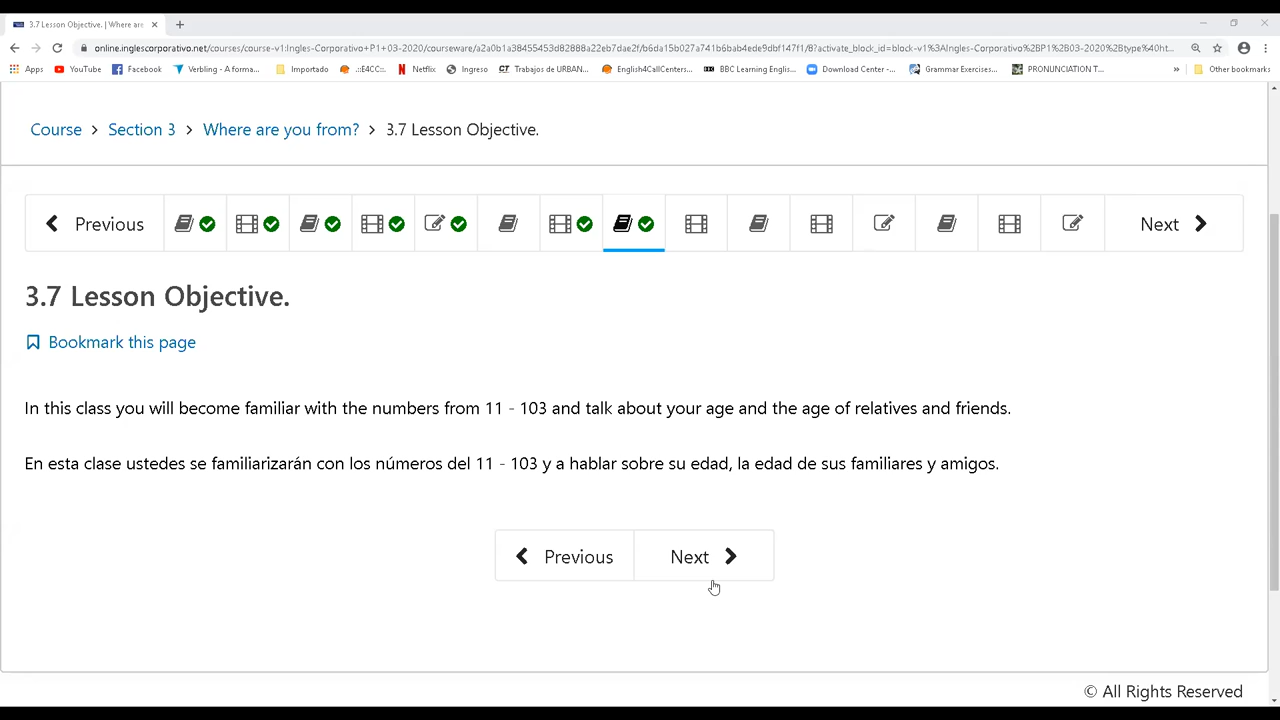 3.7 Lesson Objective. | Where are
online.inglescorporativo.net/courses/course-v1:Ingles-Corporativo+P1+03-2020/courseware/a2a0b1a38455453d82888a22eb7dae2f/b6da15b027a741b6bab4ede9dbf147f1/8?activate_block_id=block-v1%3AIngles-Corporativo%2BP1%2B03-2020%2Btype%40ht...
Apps YouTube Facebook Verbling - A forma... Importado .::E4CC:. Netflix Ingreso Trabajos de URBAN... English4CallCenters... BBC Learning Englis... Download Center -... Grammar Exercises... PRONUNCIATION T... » Other bookmarks
Course > Section 3 > Where are you from? > 3.7 Lesson Objective.
Previous Next
3.7 Lesson Objective.
Bookmark this page
In this class you will become familiar with the numbers from 11 - 103 and talk about your age and the age of relatives and friends.
En esta clase ustedes se familiarizarán con los números del 11 - 103 y a hablar sobre su edad, la edad de sus familiares y amigos.
Previous Next
© All Rights Reserved